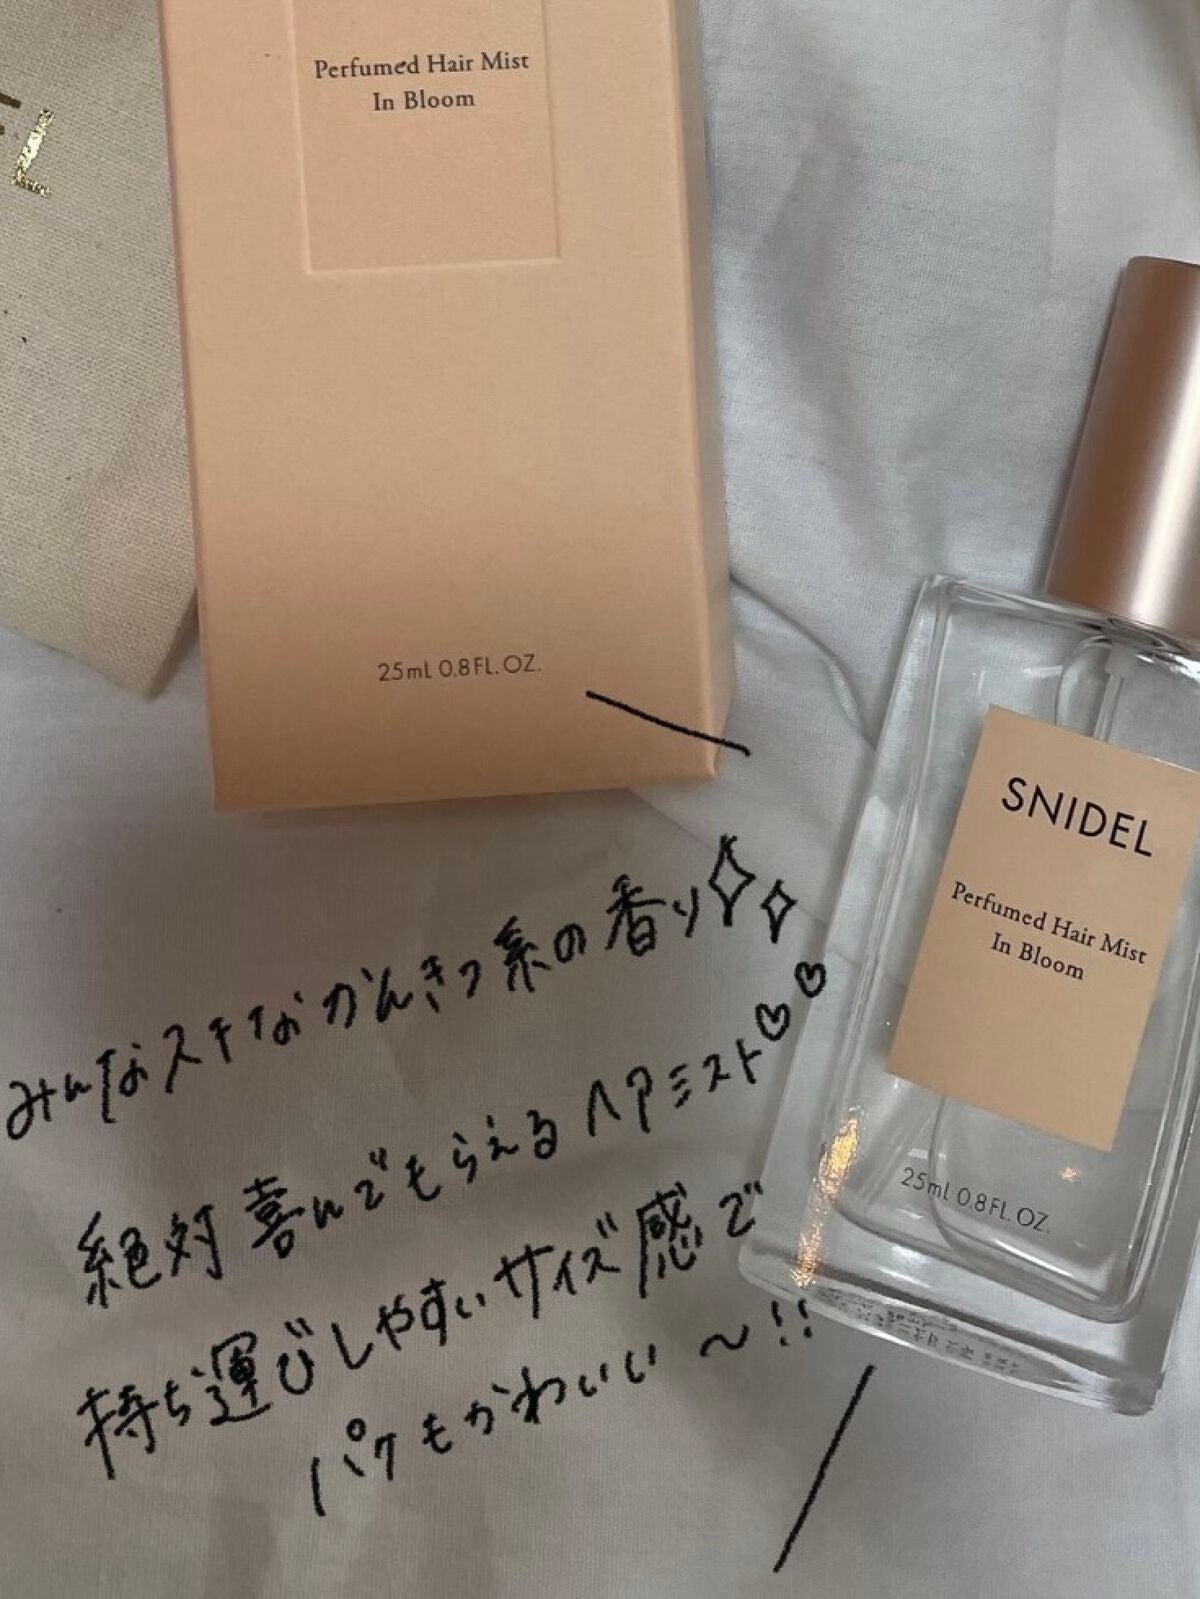 Perfumed Hair Mist
In Bloom
25mL 0.8FL.OZ.
SNIDEL
Perfumed Hair Mist
In Bloom
25mL 0.8FL.OZ.
みんなスキなかんきつ系の香り✧✧
絶対喜んでもらえるヘアミスト♡♡
持ち運びしやすいサイズ感で
パケもかわいい〜!!